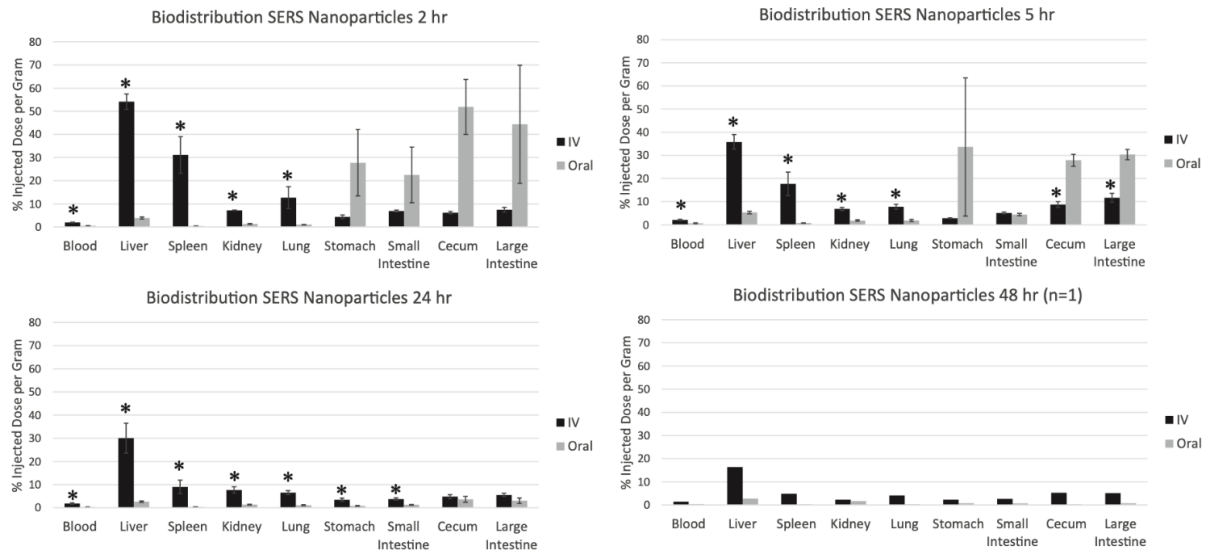 Biodistribution SERS Nanoparticles 2 hr
% Injected Dose per Gram
80
70
60
50
40
30
20
10
0
* * * * *
Blood Liver Spleen Kidney Lung Stomach Small Intestine Cecum Large Intestine
IV
Oral
Biodistribution SERS Nanoparticles 5 hr
% Injected Dose per Gram
80
70
60
50
40
30
20
10
0
* * * * * * *
Blood Liver Spleen Kidney Lung Stomach Small Intestine Cecum Large Intestine
IV
Oral
Biodistribution SERS Nanoparticles 24 hr
% Injected Dose per Gram
80
70
60
50
40
30
20
10
0
* * * * * * *
Blood Liver Spleen Kidney Lung Stomach Small Intestine Cecum Large Intestine
IV
Oral
Biodistribution SERS Nanoparticles 48 hr (n=1)
% Injected Dose per Gram
80
70
60
50
40
30
20
10
0
Blood Liver Spleen Kidney Lung Stomach Small Intestine Cecum Large Intestine
IV
Oral